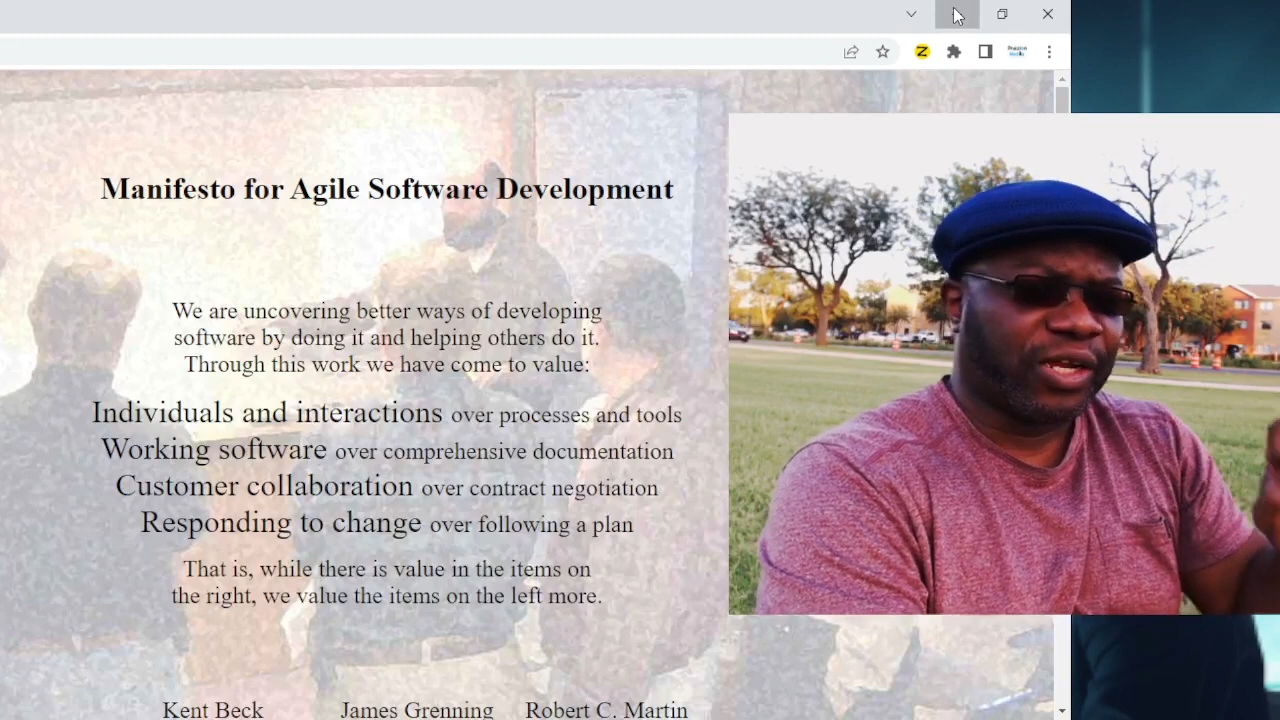 Manifesto for Agile Software Development
We are uncovering better ways of developing
software by doing it and helping others do it.
Through this work we have come to value:
Individuals and interactions over processes and tools
Working software over comprehensive documentation
Customer collaboration over contract negotiation
Responding to change over following a plan
That is, while there is value in the items on
the right, we value the items on the left more.
Kent Beck James Grenning Robert C. Martin